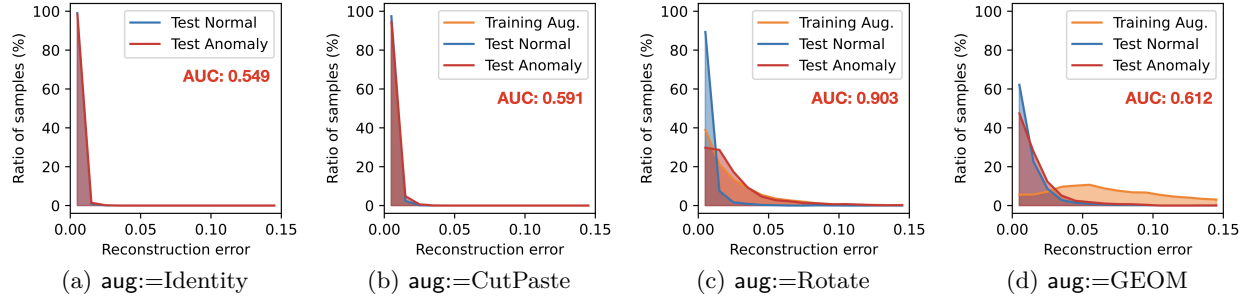 Test Normal
Test Anomaly
AUC: 0.549
Ratio of samples (%)
100
80
60
40
20
0
0.00 0.05 0.10 0.15
Reconstruction error
(a) aug:=Identity
Training Aug.
Test Normal
Test Anomaly
AUC: 0.591
Ratio of samples (%)
100
80
60
40
20
0
0.00 0.05 0.10 0.15
Reconstruction error
(b) aug:=CutPaste
Training Aug.
Test Normal
Test Anomaly
AUC: 0.903
Ratio of samples (%)
100
80
60
40
20
0
0.00 0.05 0.10 0.15
Reconstruction error
(c) aug:=Rotate
Training Aug.
Test Normal
Test Anomaly
AUC: 0.612
Ratio of samples (%)
100
80
60
40
20
0
0.00 0.05 0.10 0.15
Reconstruction error
(d) aug:=GEOM